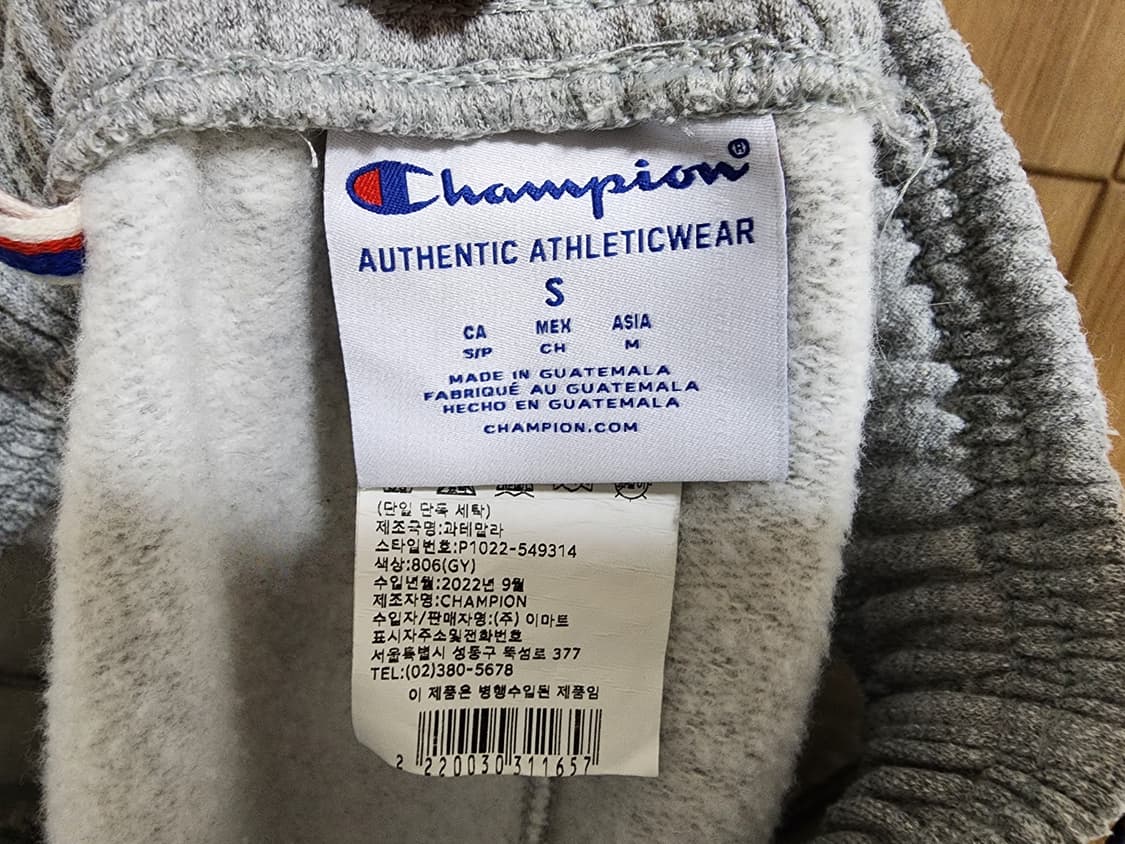 Champion®
AUTHENTIC ATHLETICWEAR
S
CA MEX ASIA
S/P CH M
MADE IN GUATEMALA
FABRIQUÉ AU GUATEMALA
HECHO EN GUATEMALA
CHAMPION.COM
(단일 단독 세탁)
제조국명:과테말라
스타일번호:P1022-549314
색상:806(GY)
수입년월:2022년 9월
제조자명:CHAMPION
수입자/판매자명:(주) 이마트
표시자주소및전화번호
서울특별시 성동구 뚝섬로 377
TEL:(02)380-5678
이 제품은 병행수입된 제품임
2 220030 311657